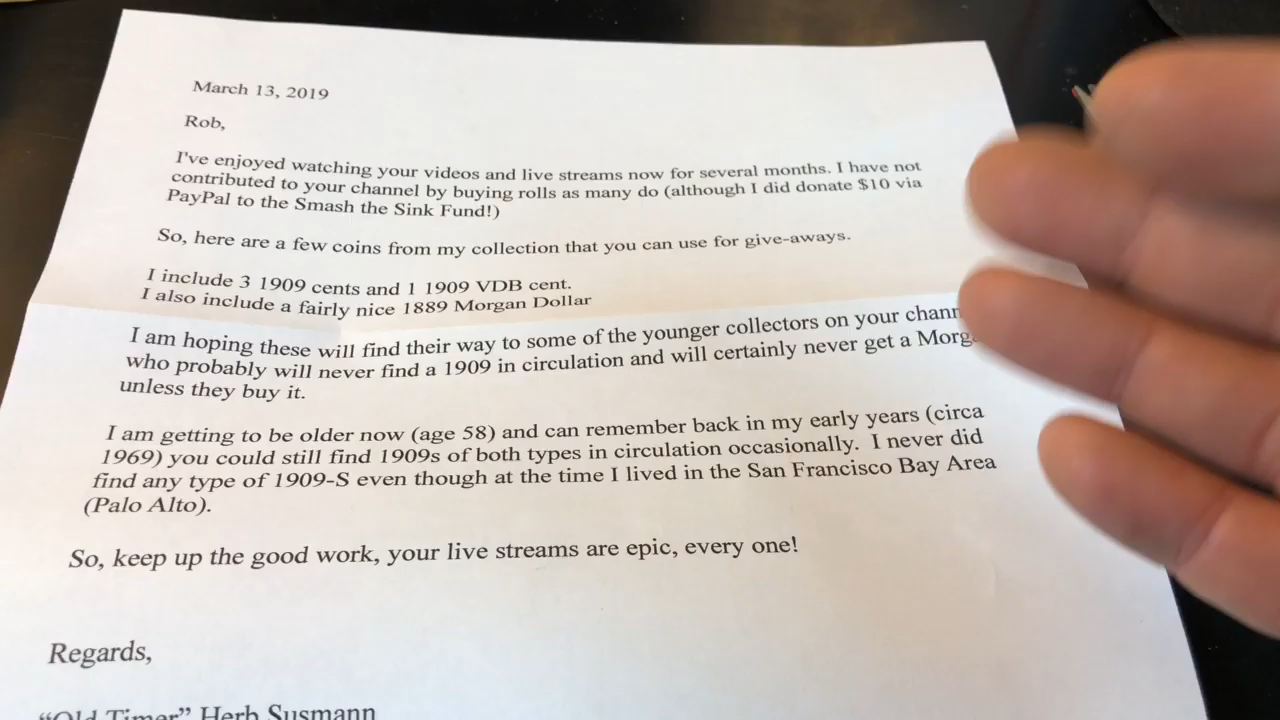 March 13, 2019
Rob,
I've enjoyed watching your videos and live streams now for several months. I have not
contributed to your channel by buying rolls as many do (although I did donate $10 via
PayPal to the Smash the Sink Fund!)
So, here are a few coins from my collection that you can use for give-aways.
I include 3 1909 cents and 1 1909 VDB cent.
I also include a fairly nice 1889 Morgan Dollar
I am hoping these will find their way to some of the younger collectors on your
who probably will never find a 1909 in circulation and will certainly never get a
unless they buy it.
I am getting to be older now (age 58) and can remember back in my early years (circa
1969) you could still find 1909s of both types in circulation occasionally. I never did
find any type of 1909-S even though at the time I lived in the San Francisco Bay Area
(Palo Alto).
So, keep up the good work, your live streams are epic, every one!
Regards,
“Old Timer” Herb Susmann